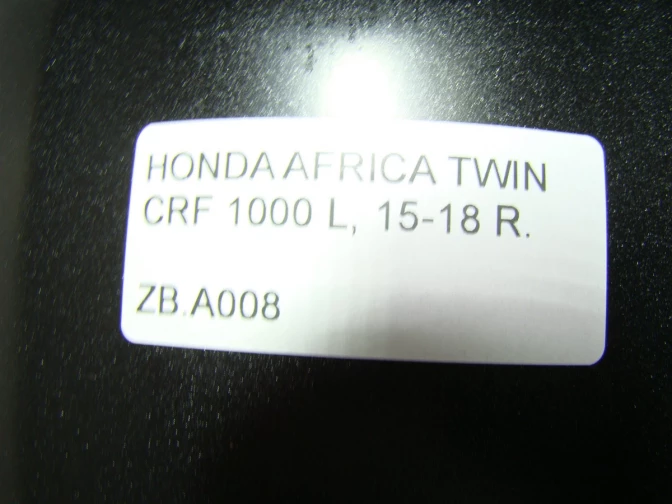 HONDA AFRICA TWIN
CRF 1000 L, 15-18 R.
ZB.A008